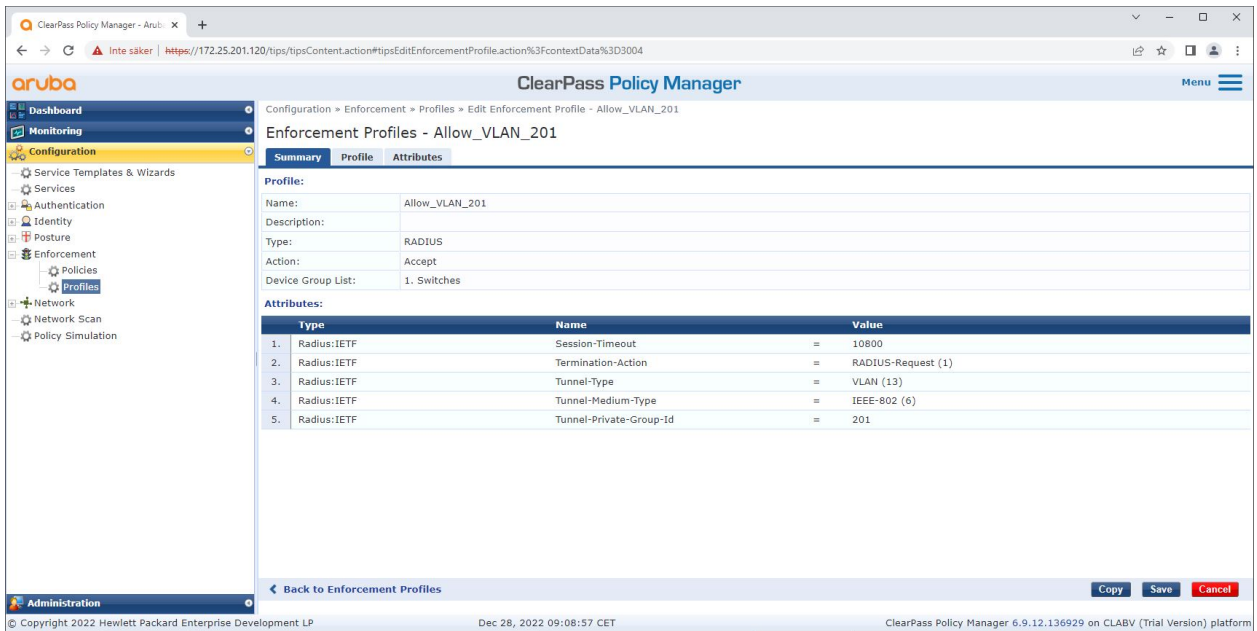 ClearPass Policy Manager - Arub
Inte säker | https://172.25.201.120/tips/tipsContent.action#tipsEditEnforcementProfile.action%3FcontextData%3D3004
aruba
ClearPass Policy Manager
Menu
Dashboard
Monitoring
Configuration
Service Templates & Wizards
Services
Authentication
Identity
Posture
Enforcement
Policies
Profiles
Network
Network Scan
Policy Simulation
Administration
Configuration » Enforcement » Profiles » Edit Enforcement Profile - Allow_VLAN_201
Enforcement Profiles - Allow_VLAN_201
Summary Profile Attributes
Profile:
Name: Allow_VLAN_201
Description:
Type: RADIUS
Action: Accept
Device Group List: 1. Switches
Attributes:
Type Name Value
1. Radius:IETF Session-Timeout = 10800
2. Radius:IETF Termination-Action = RADIUS-Request (1)
3. Radius:IETF Tunnel-Type = VLAN (13)
4. Radius:IETF Tunnel-Medium-Type = IEEE-802 (6)
5. Radius:IETF Tunnel-Private-Group-Id = 201
Back to Enforcement Profiles Copy Save Cancel
© Copyright 2022 Hewlett Packard Enterprise Development LP Dec 28, 2022 09:08:57 CET ClearPass Policy Manager 6.9.12.136929 on CLABV (Trial Version) platform